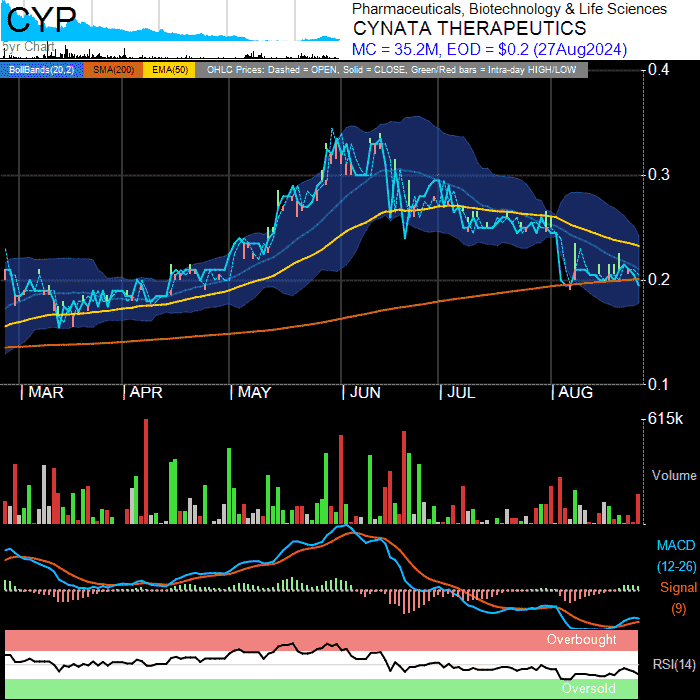 CYP
5yr Chart
Pharmaceuticals, Biotechnology & Life Sciences
CYNATA THERAPEUTICS
MC = 35.2M, EOD = $0.2 (27Aug2024)
BollBands(20,2) SMA(200) EMA(50) OHLC Prices: Dashed = OPEN, Solid = CLOSE, Green/Red bars = Intra-day HIGH/LOW
0.4
0.3
0.2
0.1
MAR APR MAY JUN JUL AUG
615k
Volume
MACD
(12-26)
Signal
(9)
Overbought
RSI(14)
Oversold